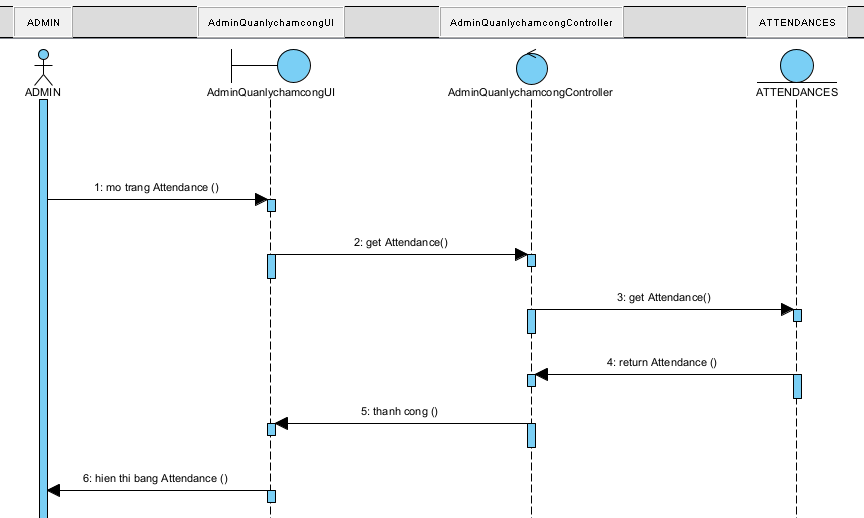 ADMIN
AdminQuanlychamcongUI
AdminQuanlychamcongController
ATTENDANCES
ADMIN
AdminQuanlychamcongUI
AdminQuanlychamcongController
ATTENDANCES
1: mo trang Attendance ()
2: get Attendance()
3: get Attendance()
4: return Attendance ()
5: thanh cong ()
6: hien thi bang Attendance ()